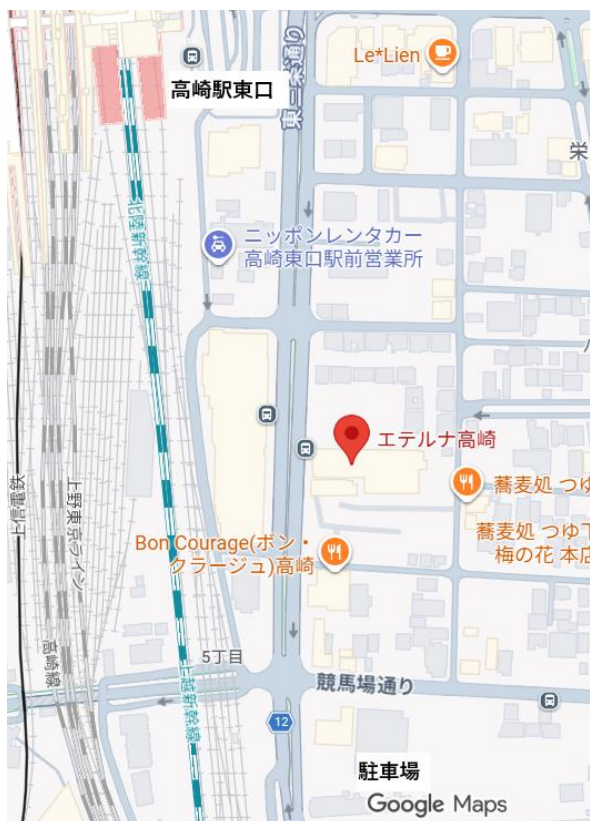 Le*Lien
高崎駅東口
東二条通り
栄
ニッポンレンタカー
高崎東口駅前営業所
北陸新幹線
エテルナ高崎
蕎麦処 つゆ
上信電鉄
上野東京ライン
蕎麦処 つゆ下
梅の花 本店
Bon Courage(ボン・
クラージュ)高崎
5丁目
高崎線
上越新幹線
競馬場通り
12
駐車場
Google Maps